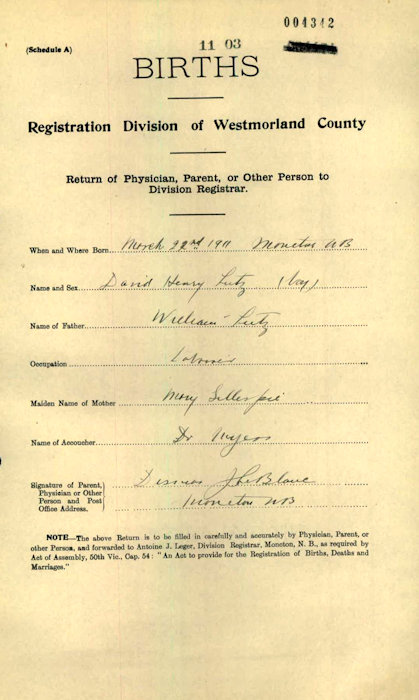 004342
(Schedule A)
11 03
BIRTHS
Registration Division of Westmorland County
Return of Physician, Parent, or Other Person to
Division Registrar.
When and Where Born March 22nd 1911 Moncton NB
Name and Sex David Henry Lutz (boy)
Name of Father William Lutz
Occupation Laborer
Maiden Name of Mother Mary Gillespie
Name of Accoucher Dr Myers
Signature of Parent,
Physician or Other
Person and Post
Office Address.
LeBlanc
Moncton NB
NOTE—The above Return is to be filled in carefully and accurately by Physician, Parent, or
other Person, and forwarded to Antoine J. Leger, Division Registrar, Moncton, N. B., as required by
Act of Assembly, 50th Vic., Cap. 54: "An Act to provide for the Registration of Births, Deaths and
Marriages."